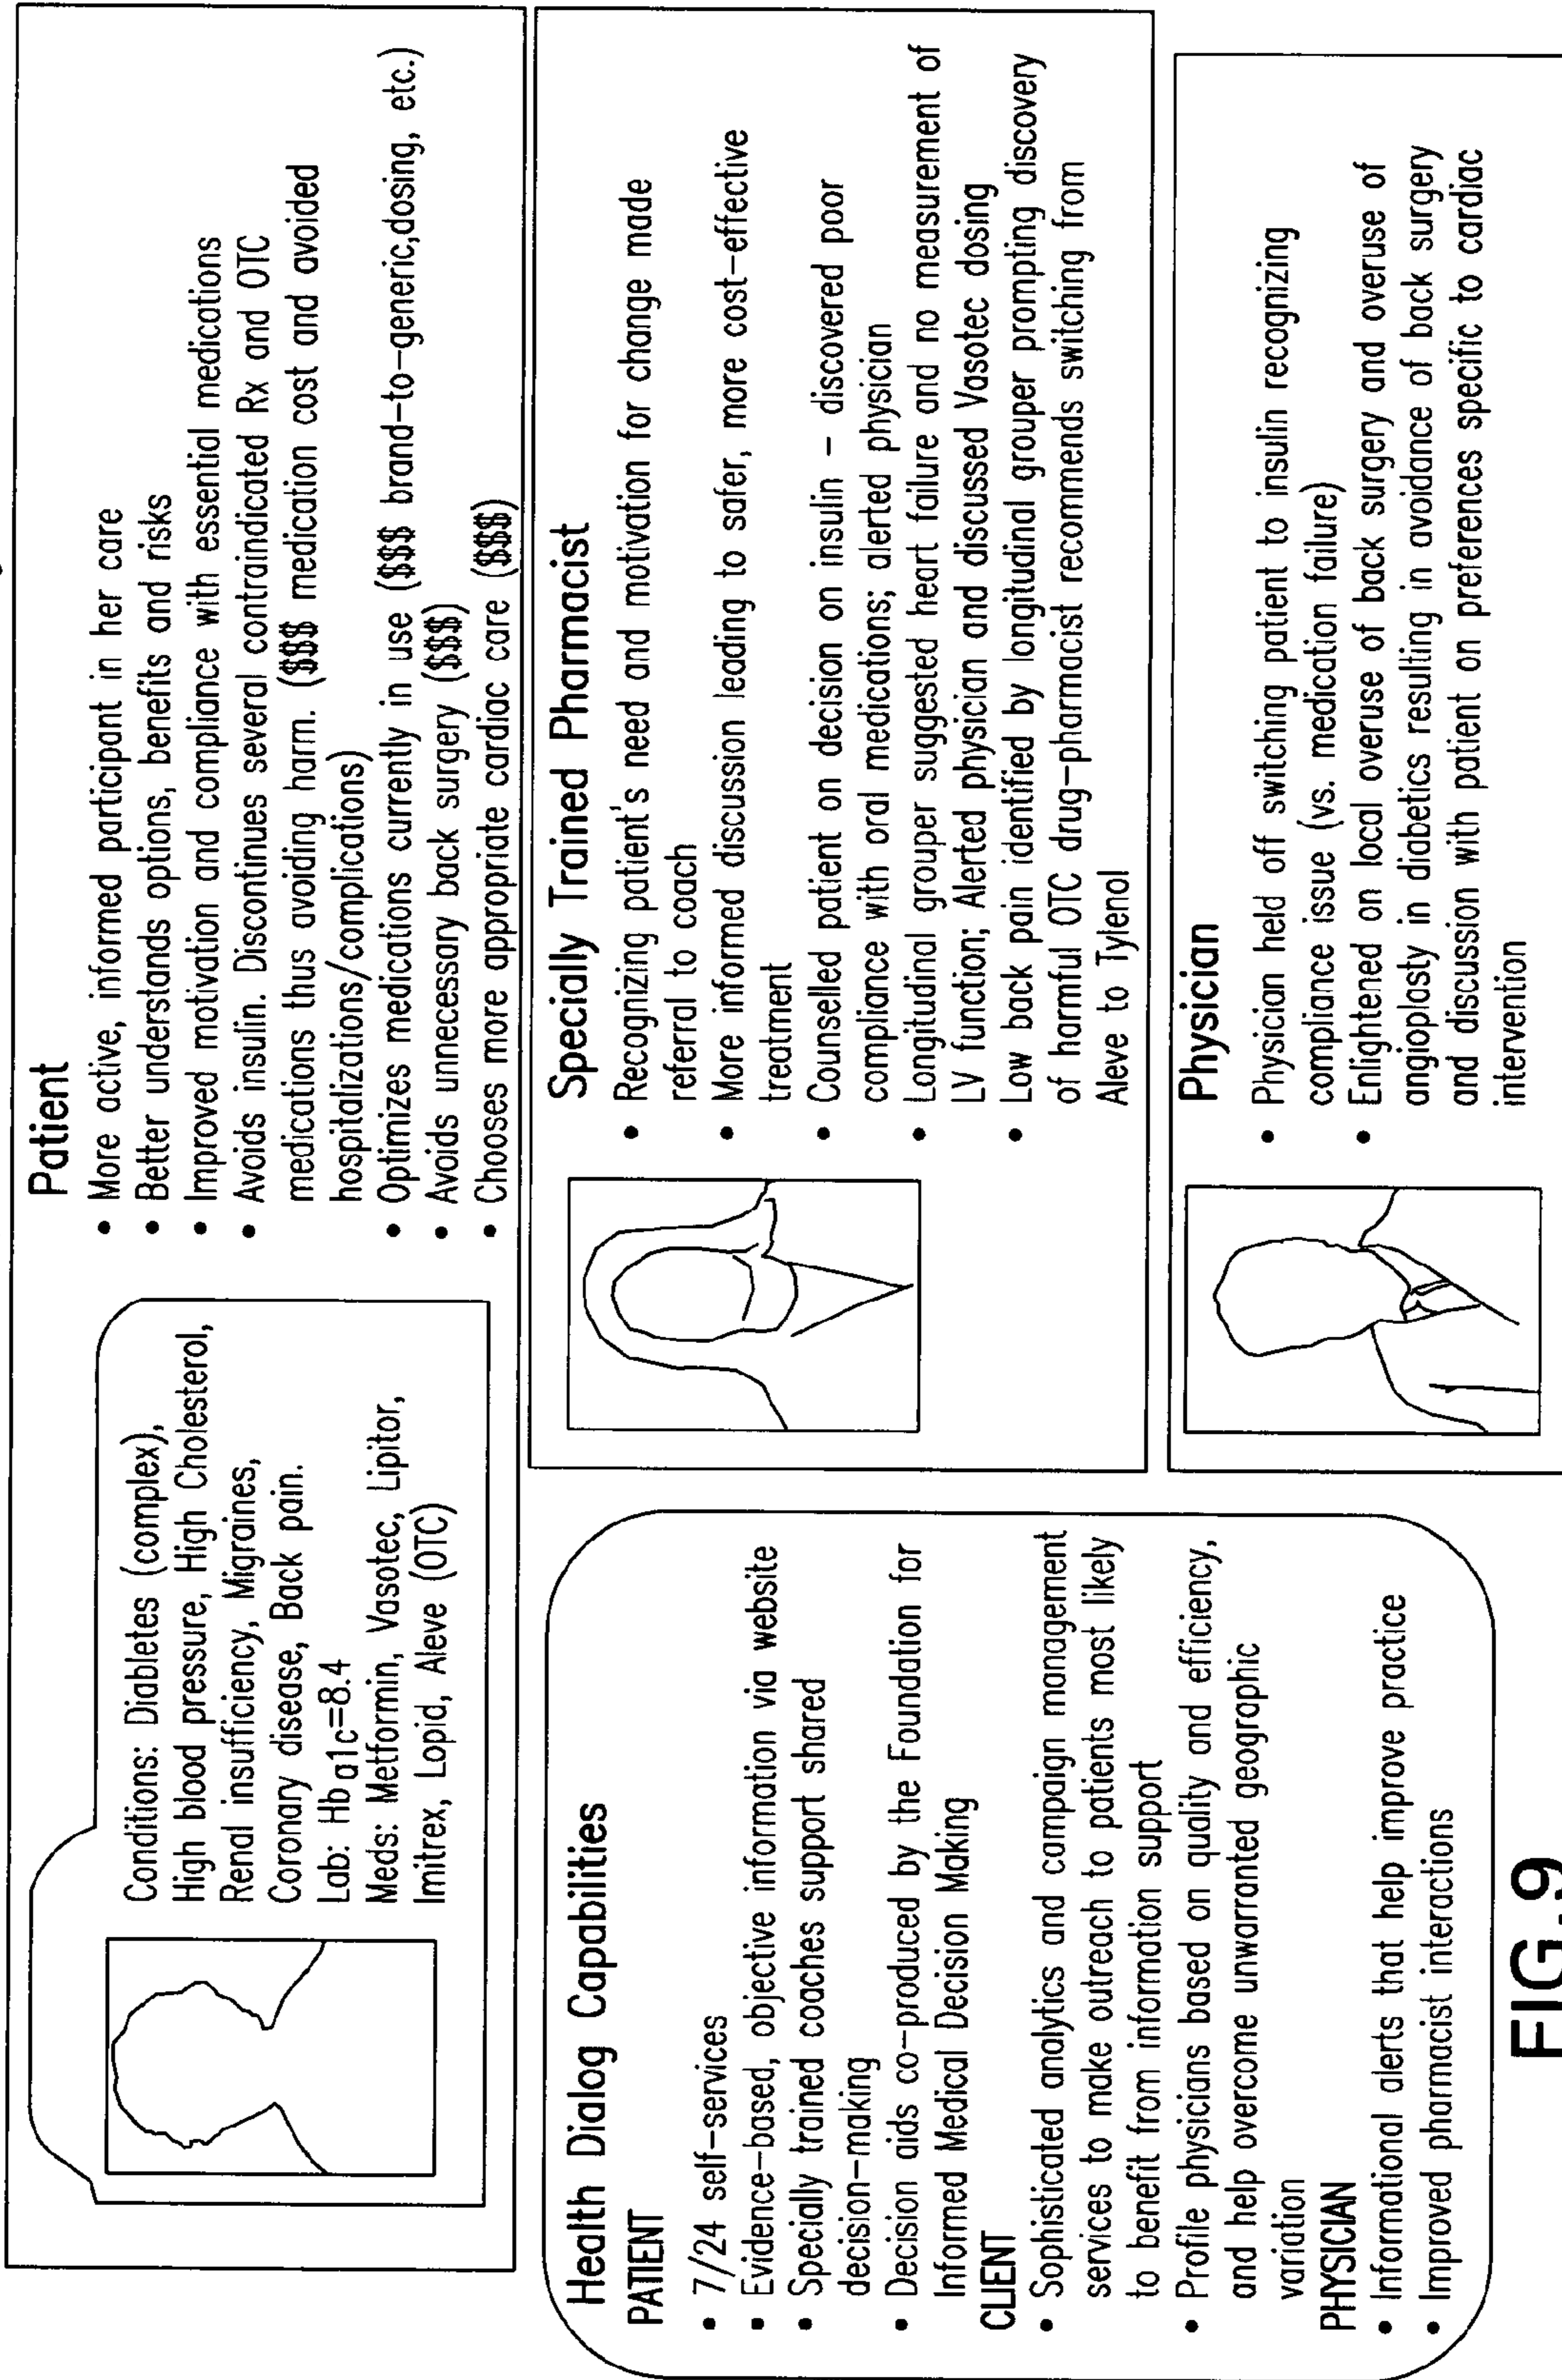 Conditions: Diabletes (complex),
High blood pressure, High Cholesterol,
Renal insufficiency, Migraines,
Coronary disease, Back pain.
Lab: Hb a1c=8.4
Meds: Metformin, Vasotec, Lipitor,
Imitrex, Lopid, Aleve (OTC)
Patient
• More active, informed participant in her care
• Better understands options, benefits and risks
• Improved motivation and compliance with essential medications
• Avoids insulin. Discontinues several contraindicated Rx and OTC
medications thus avoiding harm. ($$$ medication cost and avoided
hospitalizations/complications)
• Optimizes medications currently in use ($$$ brand-to-generic,dosing, etc.)
• Avoids unnecessary back surgery ($$$)
• Chooses more appropriate cardiac care ($$$)
Health Dialog Capabilities
PATIENT
• 7/24 self-services
• Evidence-based, objective information via website
• Specially trained coaches support shared
decision-making
• Decision aids co-produced by the Foundation for
Informed Medical Decision Making
CLIENT
• Sophisticated analytics and campaign management
services to make outreach to patients most likely
to benefit from information support
• Profile physicians based on quality and efficiency,
and help overcome unwarranted geographic
variation
PHYSICIAN
• Informational alerts that help improve practice
• Improved pharmacist interactions
Specially Trained Pharmacist
• Recognizing patient's need and motivation for change made
referral to coach
• More informed discussion leading to safer, more cost-effective
treatment
• Counselled patient on decision on insulin - discovered poor
compliance with oral medications; alerted physician
• Longitudinal grouper suggested heart failure and no measurement of
LV function; Alerted physician and discussed Vasotec dosing
• Low back pain identified by longitudinal grouper prompting discovery
of harmful OTC drug-pharmacist recommends switching from
Aleve to Tylenol
Physician
• Physician held off switching patient to insulin recognizing
compliance issue (vs. medication failure)
• Enlightened on local overuse of back surgery and overuse of
angioplasty in diabetics resulting in avoidance of back surgery
and discussion with patient on preferences specific to cardiac
intervention
FIG.9